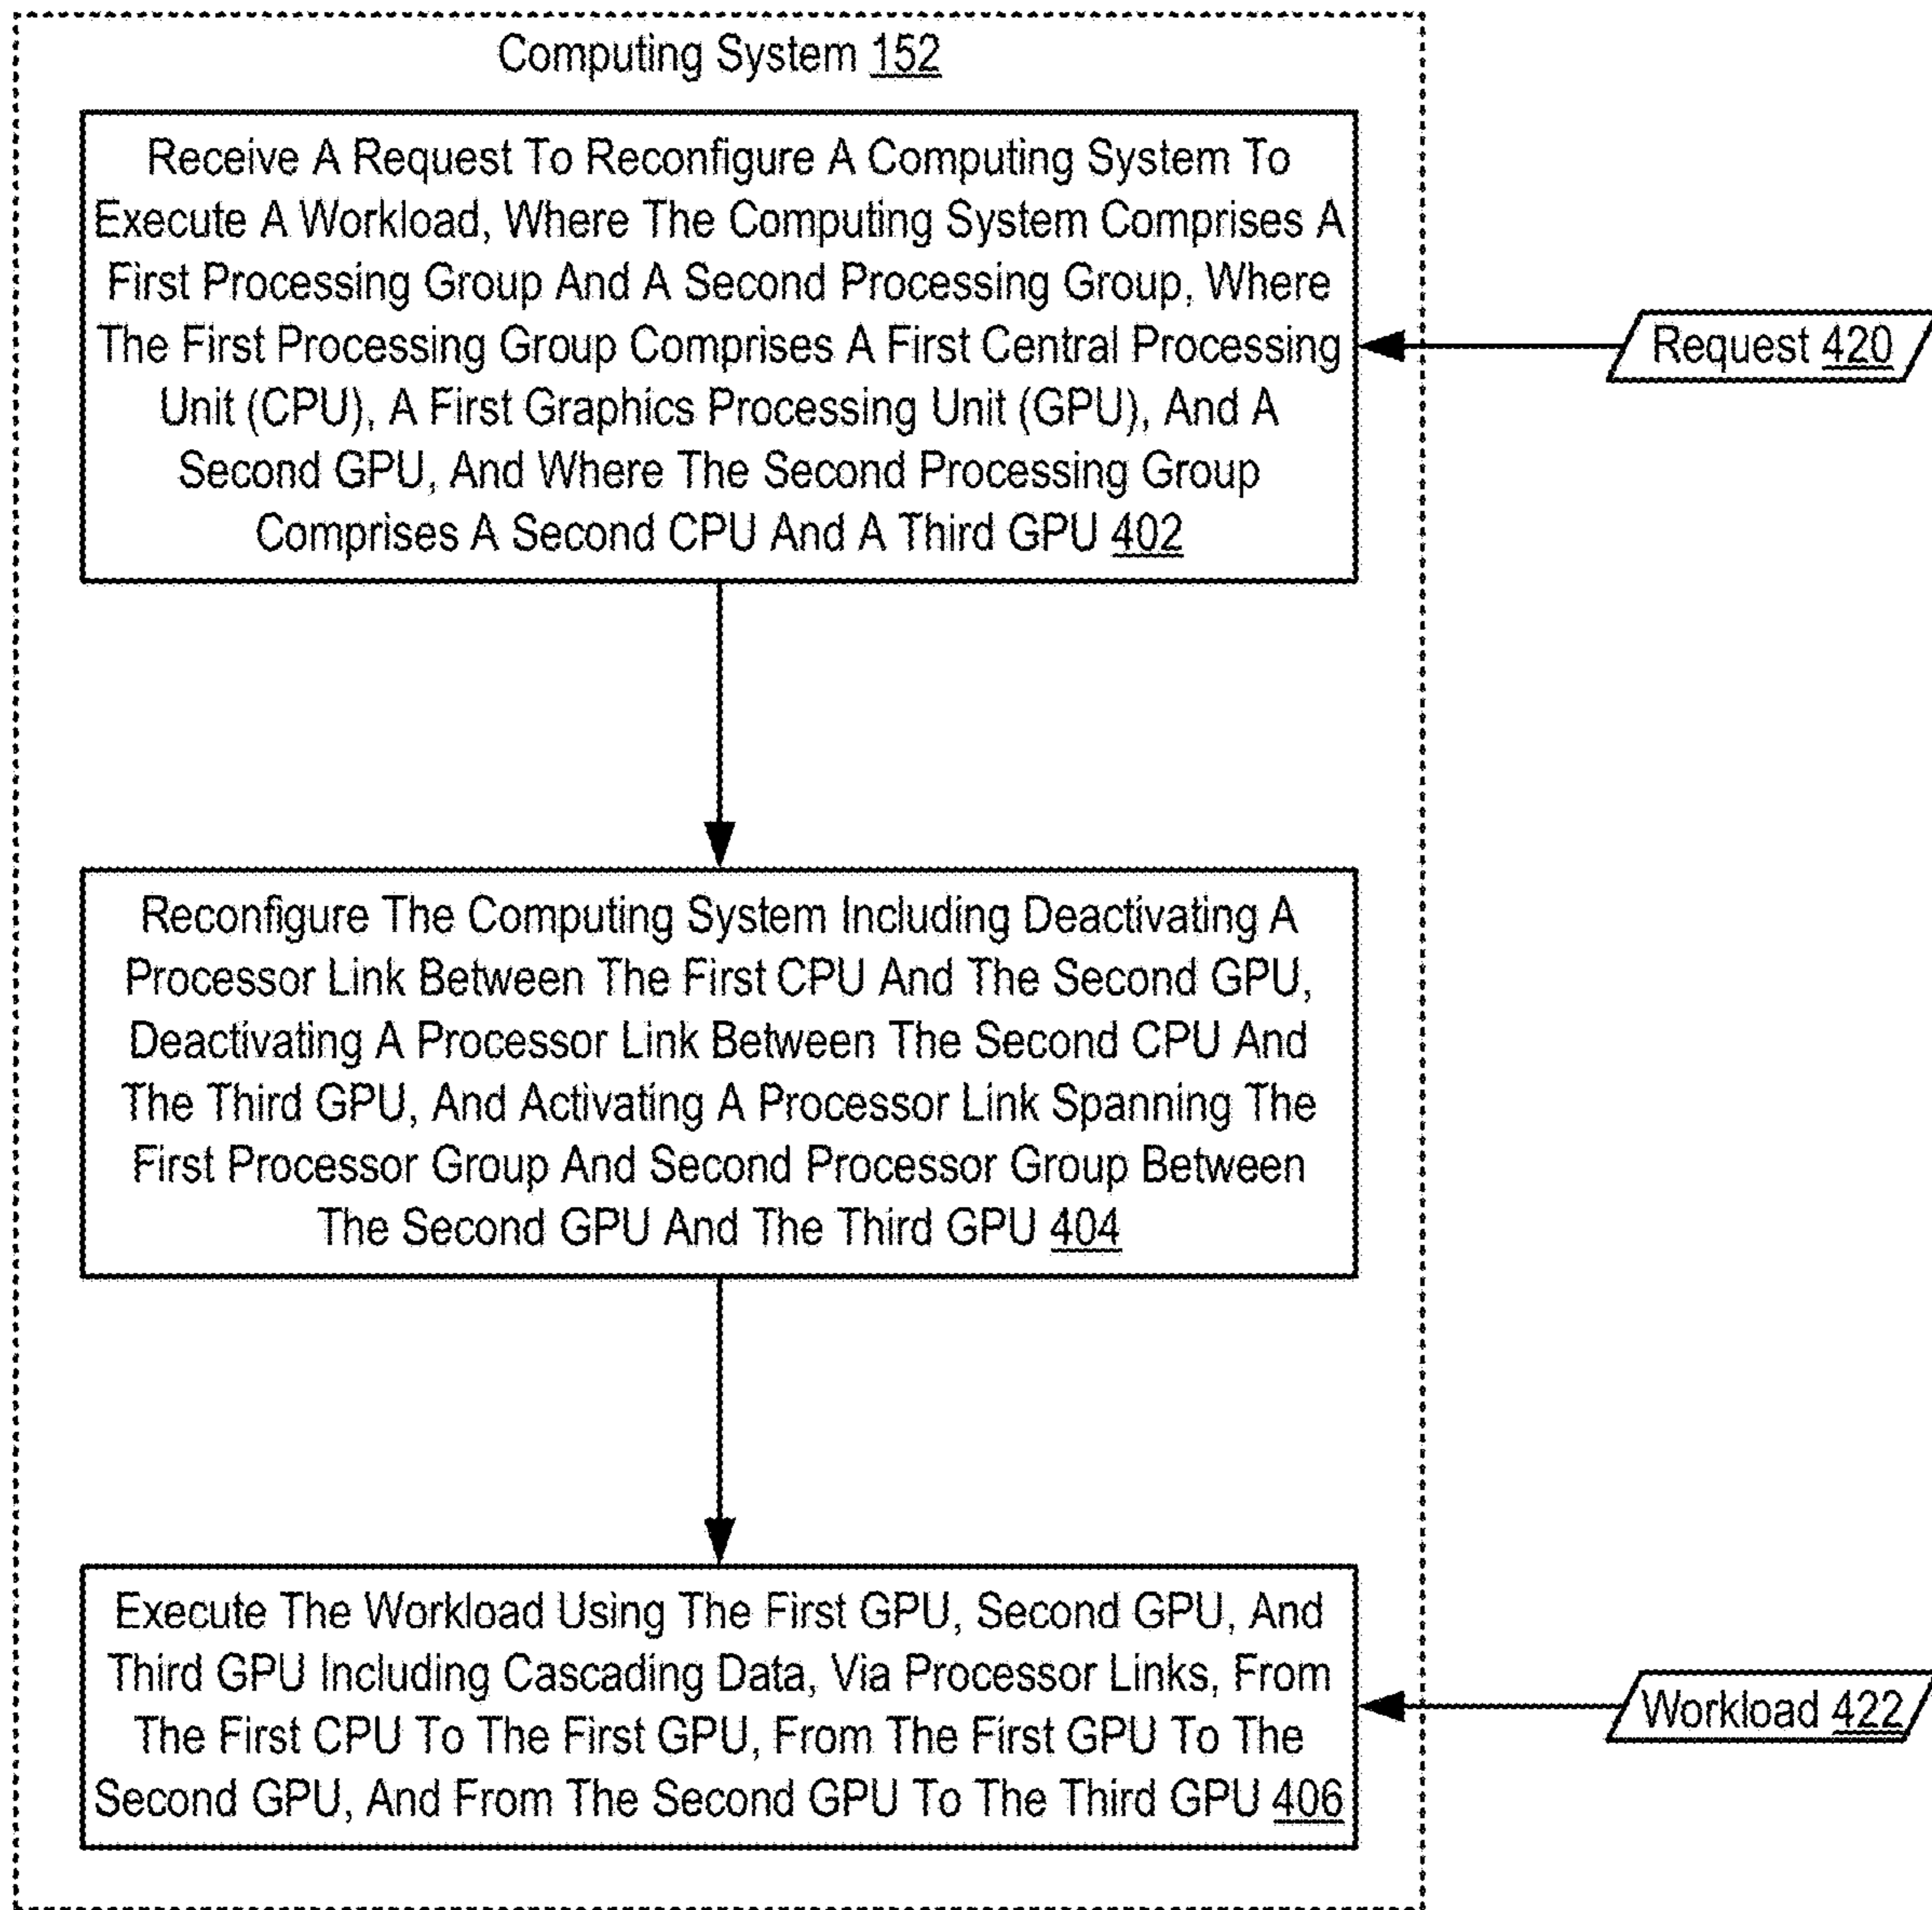 Computing System 152
Receive A Request To Reconfigure A Computing System To
Execute A Workload, Where The Computing System Comprises A
First Processing Group And A Second Processing Group, Where
The First Processing Group Comprises A First Central Processing
Unit (CPU), A First Graphics Processing Unit (GPU), And A
Second GPU, And Where The Second Processing Group
Comprises A Second CPU And A Third GPU 402
Request 420
Reconfigure The Computing System Including Deactivating A
Processor Link Between The First CPU And The Second GPU,
Deactivating A Processor Link Between The Second CPU And
The Third GPU, And Activating A Processor Link Spanning The
First Processor Group And Second Processor Group Between
The Second GPU And The Third GPU 404
Execute The Workload Using The First GPU, Second GPU, And
Third GPU Including Cascading Data, Via Processor Links, From
The First CPU To The First GPU, From The First GPU To The
Second GPU, And From The Second GPU To The Third GPU 406
Workload 422